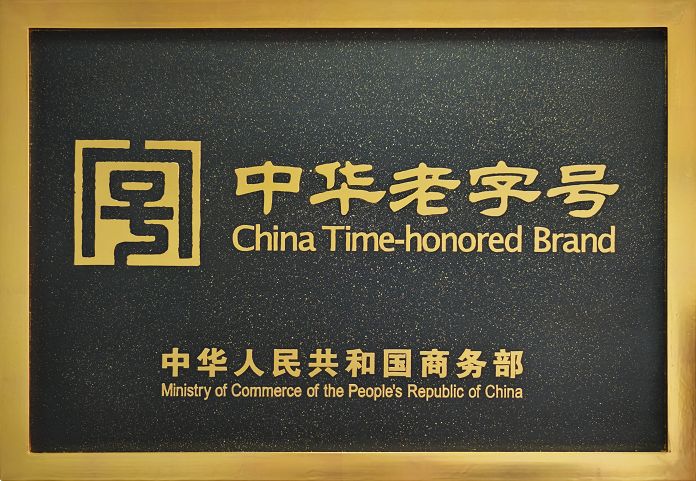 中华老字号
China Time-honored Brand
中华人民共和国商务部
Ministry of Commerce of the People's Republic of China